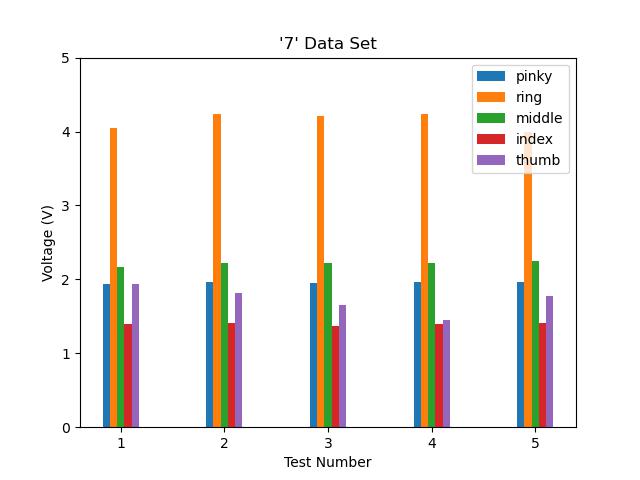 '7' Data Set
5
4
3
2
1
0
Voltage (V)
pinky
ring
middle
index
thumb
1 2 3 4 5
Test Number